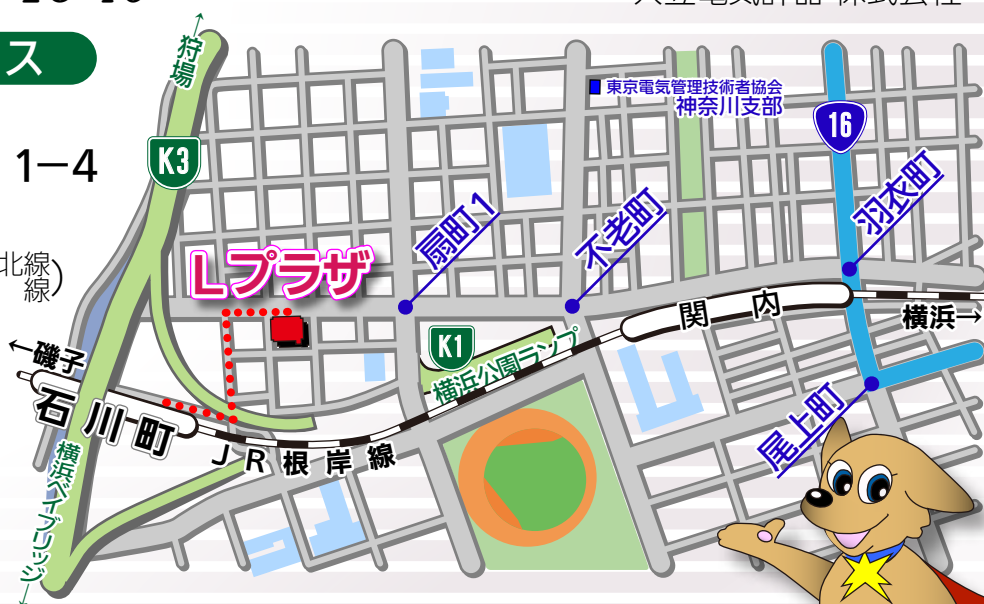 ス
1－4
北線
線)
狩場
K3
東京電気管理技術者協会
神奈川支部
16
扇町1
不老町
羽衣町
Lプラザ
関内
横浜→
K1
横浜公園ランプ
←磯子
石川町
JR根岸線
尾上町
横浜ベイブリッジ